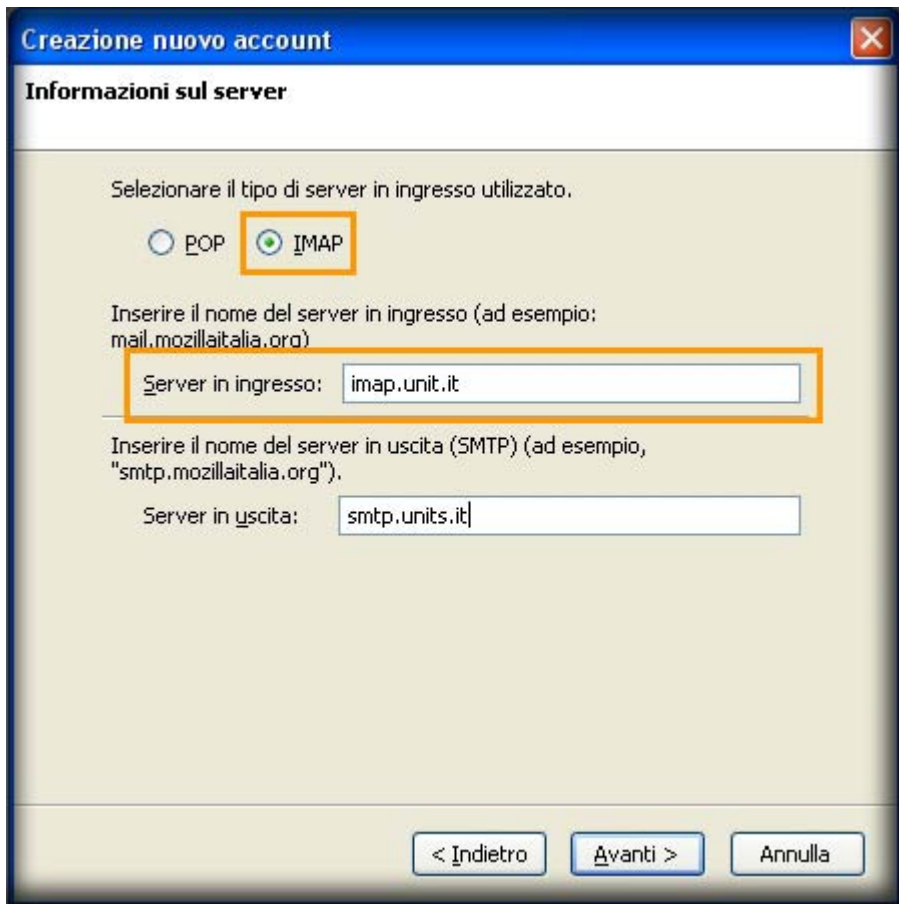 Creazione nuovo account
Informazioni sul server
Selezionare il tipo di server in ingresso utilizzato.
POP IMAP
Inserire il nome del server in ingresso (ad esempio:
mail.mozillaitalia.org)
Server in ingresso: imap.unit.it
Inserire il nome del server in uscita (SMTP) (ad esempio,
"smtp.mozillaitalia.org").
Server in uscita: smtp.units.it
< Indietro Avanti > Annulla